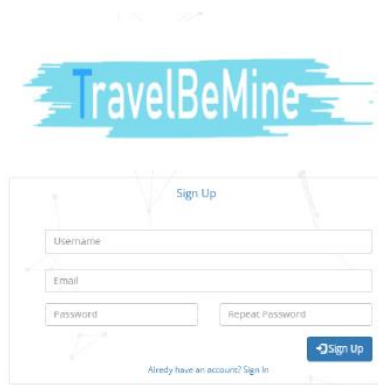 TravelBeMine
Sign Up
Username
Email
Password Repeat Password
Sign Up
Alredy have an account? Sign In